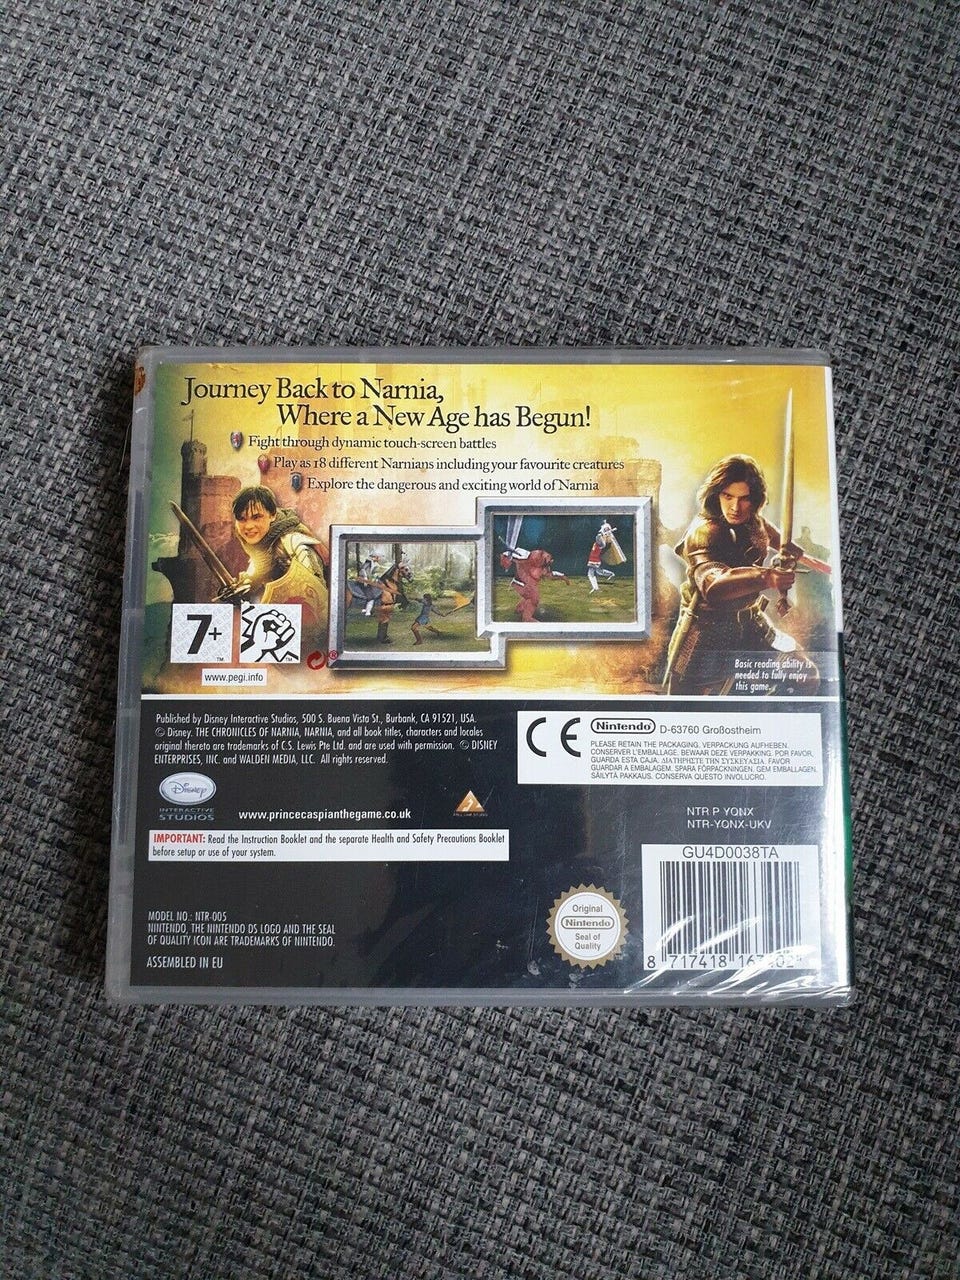 Journey Back to Narnia,
Where a New Age has Begun!
Fight through dynamic touch-screen battles
Play as 18 different Narnians including your favourite creatures
Explore the dangerous and exciting world of Narnia
7+
TM
TM
www.pegi.info
®
Basic reading ability is
needed to fully enjoy
this game.
Published by Disney Interactive Studios, 500 S. Buena Vista St., Burbank, CA 91521, USA.
© Disney. THE CHRONICLES OF NARNIA, NARNIA, and all book titles, characters and locales
original thereto are trademarks of C.S. Lewis Pte Ltd. and are used with permission. © DISNEY
ENTERPRISES, INC. and WALDEN MEDIA, LLC. All rights reserved.
CE
Nintendo D-63760 Großostheim
PLEASE RETAIN THE PACKAGING. VERPACKUNG AUFHEBEN.
CONSERVER L'EMBALLAGE. BEWAAR DEZE VERPAKKING. POR FAVOR,
GUARDA ESTA CAJA. ΔΙΑΤΗΡΗΣΤΕ ΤΗΝ ΣΥΣΚΕΥΑΣΙΑ. FAVOR
GUARDAR A EMBALAGEM. SPARA FÖRPACKNINGEN. GEM EMBALLAGEN.
SÄILYTÄ PAKKAUS. CONSERVA QUESTO INVOLUCRO.
Disney
INTERACTIVE
STUDIOS
www.princecaspianthegame.co.uk
NTR P YQNX
NTR-YQNX-UKV
IMPORTANT: Read the Instruction Booklet and the separate Health and Safety Precautions Booklet
before setup or use of your system.
GU4D0038TA
MODEL NO.: NTR-005
NINTENDO, THE NINTENDO DS LOGO AND THE SEAL
OF QUALITY ICON ARE TRADEMARKS OF NINTENDO.
ASSEMBLED IN EU
Original
Nintendo
Seal of
Quality
8 717418